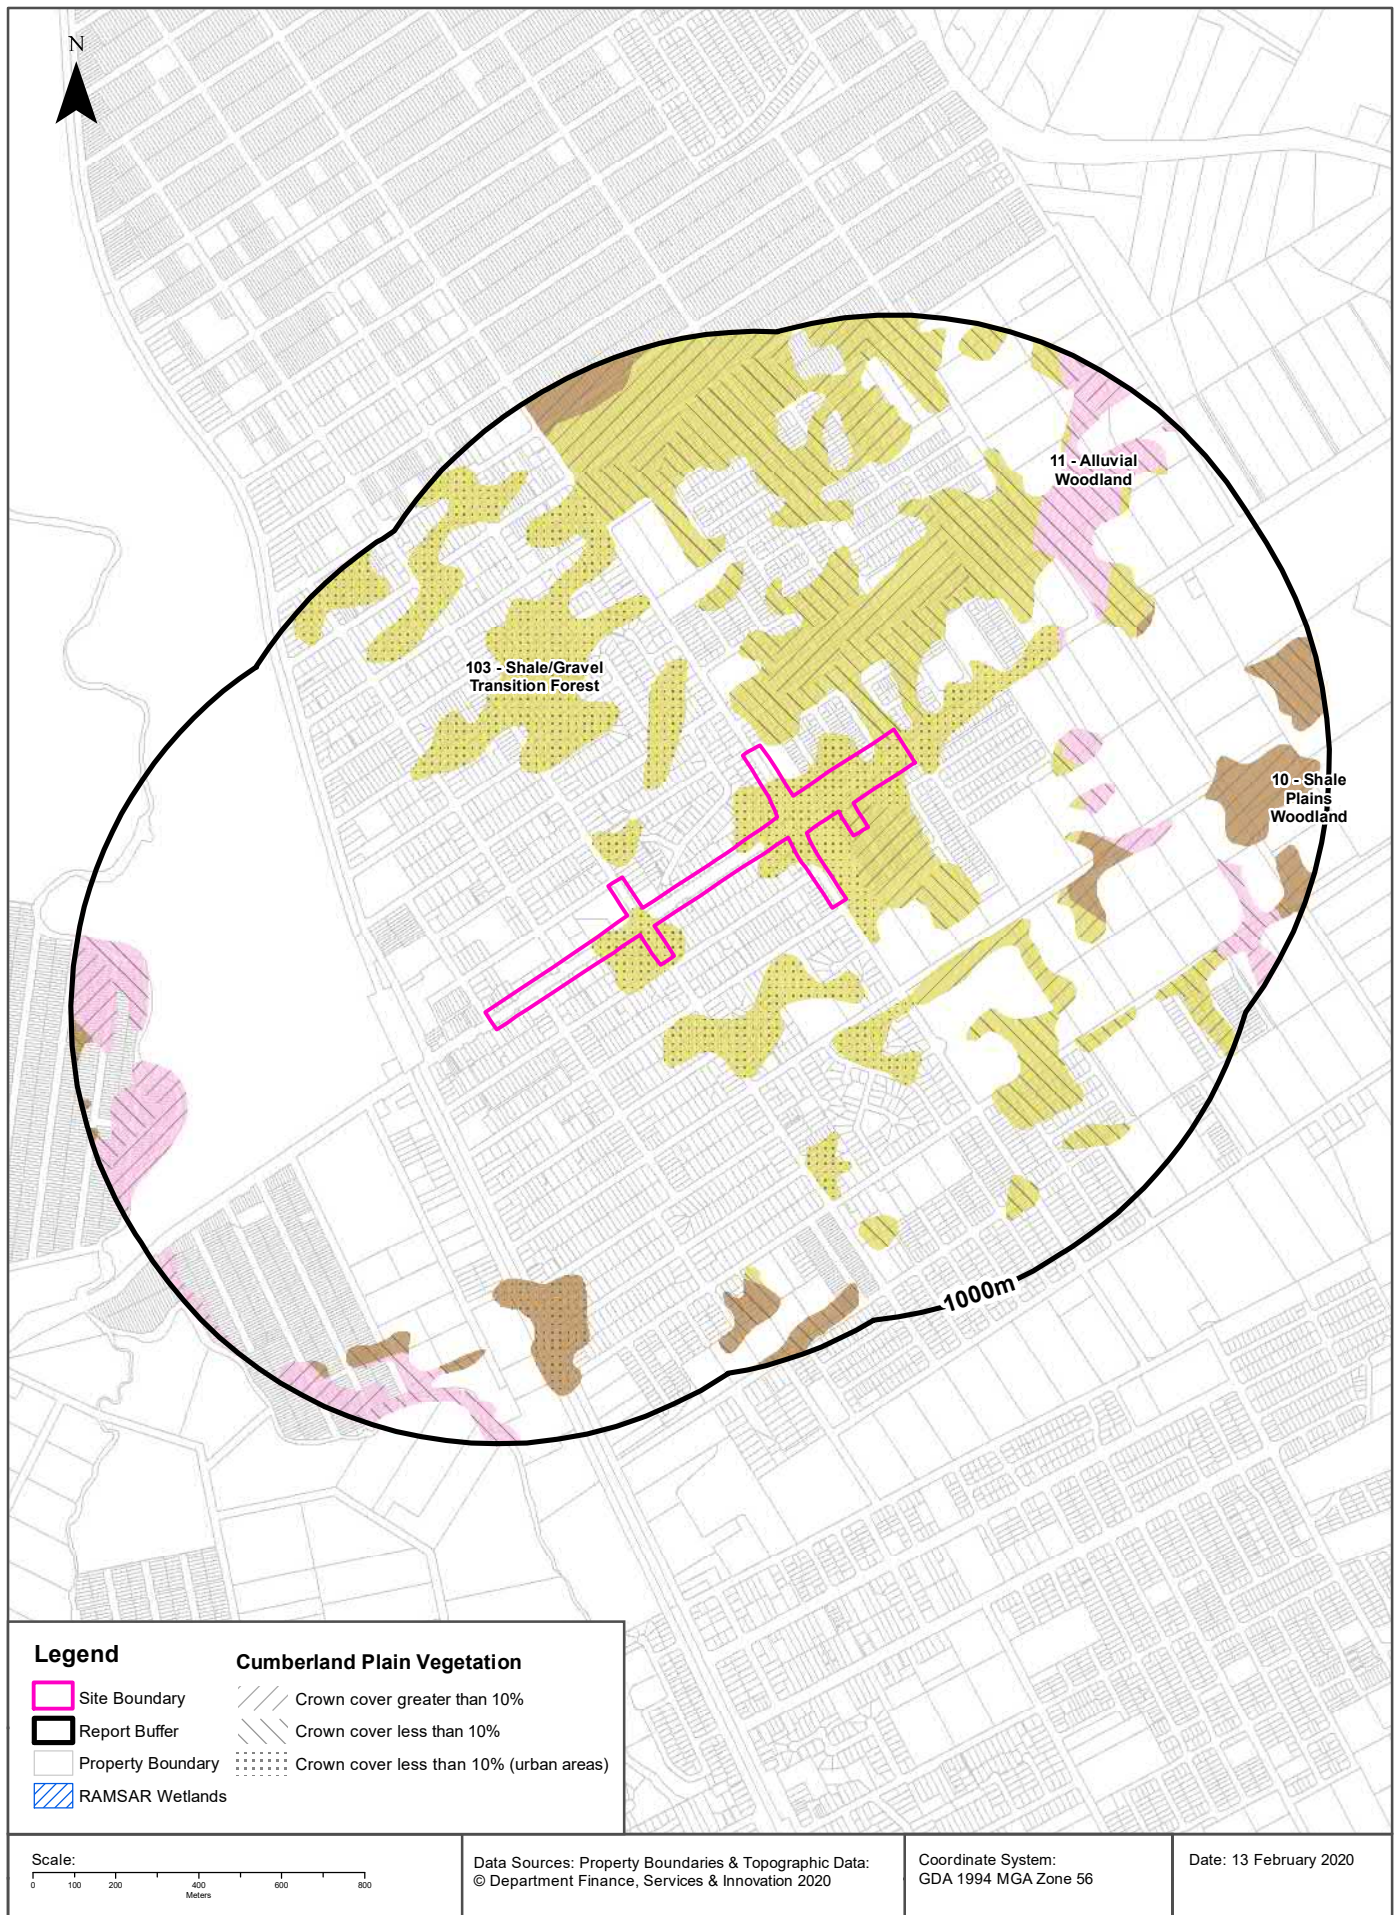 N
11 - Alluvial
Woodland
103 - Shale/Gravel
Transition Forest
10 - Shale
Plains
Woodland
1000m
Legend
Site Boundary
Report Buffer
Property Boundary
RAMSAR Wetlands
Cumberland Plain Vegetation
Crown cover greater than 10%
Crown cover less than 10%
Crown cover less than 10% (urban areas)
Scale:
0 100 200 400 600 800
Meters
Data Sources: Property Boundaries & Topographic Data:
© Department Finance, Services & Innovation 2020
Coordinate System:
GDA 1994 MGA Zone 56
Date: 13 February 2020